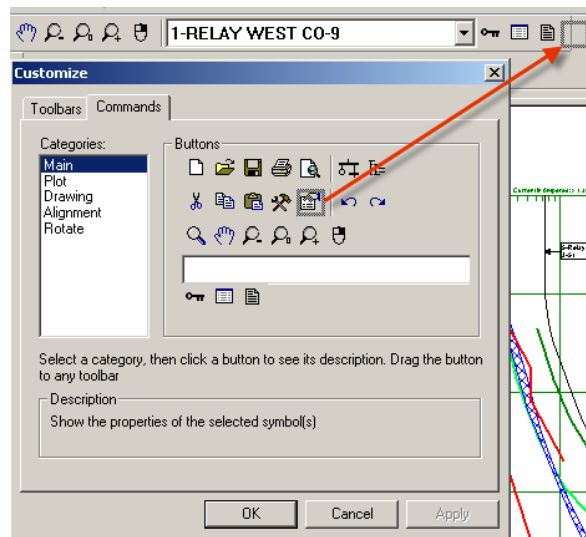 1-RELAY WEST CO-9
Customize
Toolbars
Commands
Categories:
Main
Plot
Drawing
Alignment
Rotate
Buttons
Select a category, then click a button to see its description. Drag the button
to any toolbar
Description
Show the properties of the selected symbol(s)
OK
Cancel
Apply